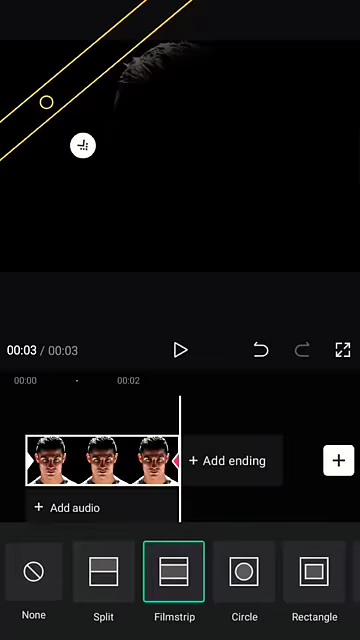 00:03 / 00:03
00:00 00:02
+ Add ending
+ Add audio
None Split Filmstrip Circle Rectangle